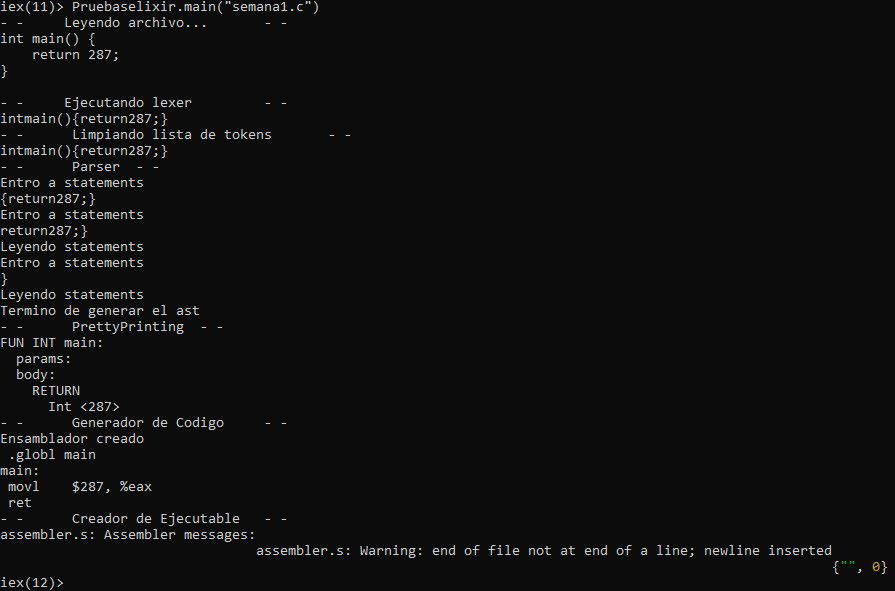 iex(11)> Pruebaselixir.main("semana1.c")
- -     Leyendo archivo...       - -
int main() {
    return 287;
}

- -     Ejecutando lexer         - -
intmain(){return287;}
- -      Limpiando lista de tokens       - -
intmain(){return287;}
- -      Parser  - -
Entro a statements
{return287;}
Entro a statements
return287;}
Leyendo statements
Entro a statements
}
Leyendo statements
Termino de generar el ast
- -      PrettyPrinting  - -
FUN INT main:
  params:
  body:
    RETURN
      Int <287>
- -      Generador de Codigo     - -
Ensamblador creado
 .globl main
main:
 movl    $287, %eax
 ret
- -      Creador de Ejecutable   - -
assembler.s: Assembler messages:
                                assembler.s: Warning: end of file not at end of a line; newline inserted
                                                                                                        {"", 0}
iex(12)>